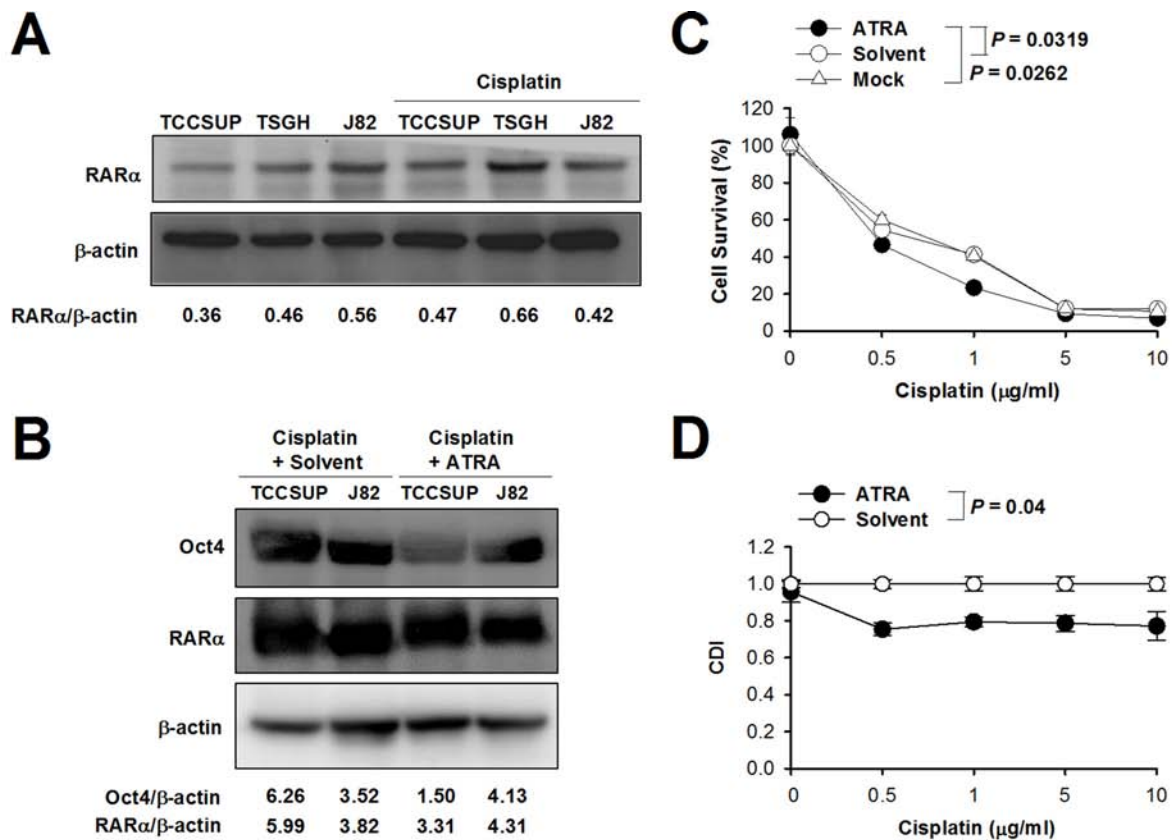 A
Cisplatin
TCCSUP TSGH J82 TCCSUP TSGH J82
RARα
β-actin
RARα/β-actin 0.36 0.46 0.56 0.47 0.66 0.42
B
Cisplatin + Solvent
Cisplatin + ATRA
TCCSUP J82 TCCSUP J82
Oct4
RARα
β-actin
Oct4/β-actin 6.26 3.52 1.50 4.13
RARα/β-actin 5.99 3.82 3.31 4.31
C
ATRA
Solvent
Mock
P = 0.0319
P = 0.0262
Cell Survival (%)
120
100
80
60
40
20
0
0 0.5 1 5 10
Cisplatin (μg/ml)
D
ATRA
Solvent
P = 0.04
CDI
1.2
1.0
0.8
0.6
0.4
0.2
0.0
0 0.5 1 5 10
Cisplatin (μg/ml)